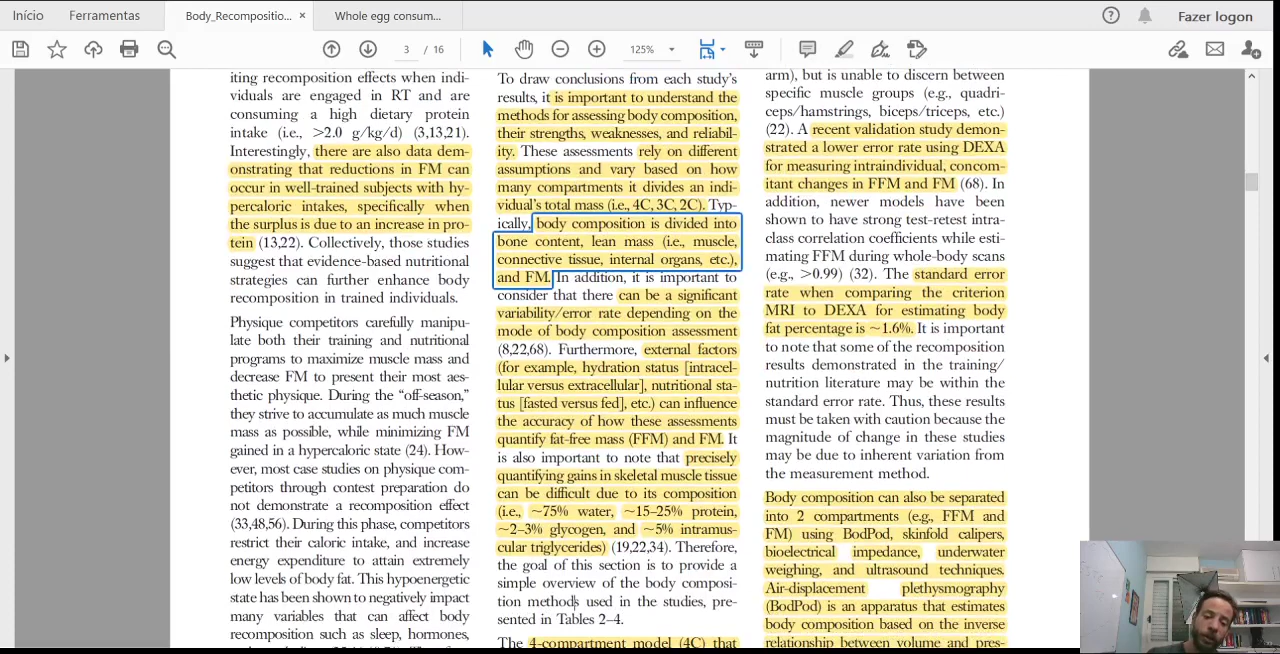 Início
Ferramentas
Body_Recompositio...
Whole egg consum...
Fazer logon
3 / 16
125%
iting recomposition effects when indi-
viduals are engaged in RT and are
consuming a high dietary protein
intake (i.e., >2.0 g/kg/d) (3,13,21).
Interestingly, there are also data dem-
onstrating that reductions in FM can
occur in well-trained subjects with hy-
percaloric intakes, specifically when
the surplus is due to an increase in pro-
tein (13,22). Collectively, those studies
suggest that evidence-based nutritional
strategies can further enhance body
recomposition in trained individuals.
Physique competitors carefully manipu-
late both their training and nutritional
programs to maximize muscle mass and
decrease FM to present their most aes-
thetic physique. During the “off-season,”
they strive to accumulate as much muscle
mass as possible, while minimizing FM
gained in a hypercaloric state (24). How-
ever, most case studies on physique com-
petitors through contest preparation do
not demonstrate a recomposition effect
(33,48,56). During this phase, competitors
restrict their caloric intake, and increase
energy expenditure to attain extremely
low levels of body fat. This hypoenergetic
state has been shown to negatively impact
many variables that can affect body
recomposition such as sleep, hormones,
To draw conclusions from each study’s
results, it is important to understand the
methods for assessing body composition,
their strengths, weaknesses, and reliabil-
ity. These assessments rely on different
assumptions and vary based on how
many compartments it divides an indi-
vidual’s total mass (i.e., 4C, 3C, 2C). Typ-
ically, body composition is divided into
bone content, lean mass (i.e., muscle,
connective tissue, internal organs, etc.),
and FM. In addition, it is important to
consider that there can be a significant
variability/error rate depending on the
mode of body composition assessment
(8,22,68). Furthermore, external factors
(for example, hydration status [intracel-
lular versus extracellular], nutritional sta-
tus [fasted versus fed], etc.) can influence
the accuracy of how these assessments
quantify fat-free mass (FFM) and FM. It
is also important to note that precisely
quantifying gains in skeletal muscle tissue
can be difficult due to its composition
(i.e., ~75% water, ~15–25% protein,
~2–3% glycogen, and ~5% intramus-
cular triglycerides) (19,22,34). Therefore,
the goal of this section is to provide a
simple overview of the body composi-
tion methods used in the studies, pre-
sented in Tables 2–4.
The 4-compartment model (4C) that
arm), but is unable to discern between
specific muscle groups (e.g., quadri-
ceps/hamstrings, biceps/triceps, etc.)
(22). A recent validation study demon-
strated a lower error rate using DEXA
for measuring intraindividual, concom-
itant changes in FFM and FM (68). In
addition, newer models have been
shown to have strong test-retest intra-
class correlation coefficients while esti-
mating FFM during whole-body scans
(e.g., >0.99) (32). The standard error
rate when comparing the criterion
MRI to DEXA for estimating body
fat percentage is ~1.6%. It is important
to note that some of the recomposition
results demonstrated in the training/
nutrition literature may be within the
standard error rate. Thus, these results
must be taken with caution because the
magnitude of change in these studies
may be due to inherent variation from
the measurement method.
Body composition can also be separated
into 2 compartments (e.g., FFM and
FM) using BodPod, skinfold calipers,
bioelectrical impedance, underwater
weighing, and ultrasound techniques.
Air-displacement plethysmography
(BodPod) is an apparatus that estimates
body composition based on the inverse
relationship between volume and pres-